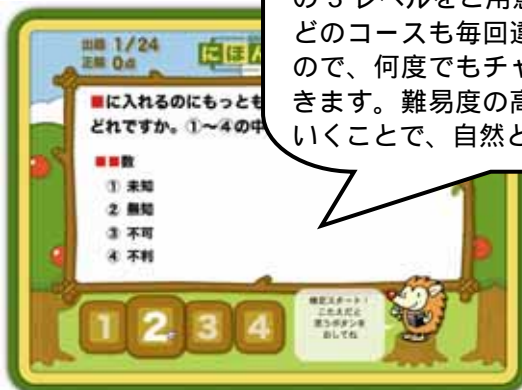 の 3 レベルをご用意
どのコースも毎回違
ので、何度でもチャ
きます。難易度の高
いくことで、自然と
出題 1/24
正解 0点
にほん
■に入れるのにもっとも
どれですか。①〜④の中
■■数
① 未知
② 無知
③ 不可
④ 不利
1 2 3 4
検定スタート！
こたえだと
思うボタンを
おしてね